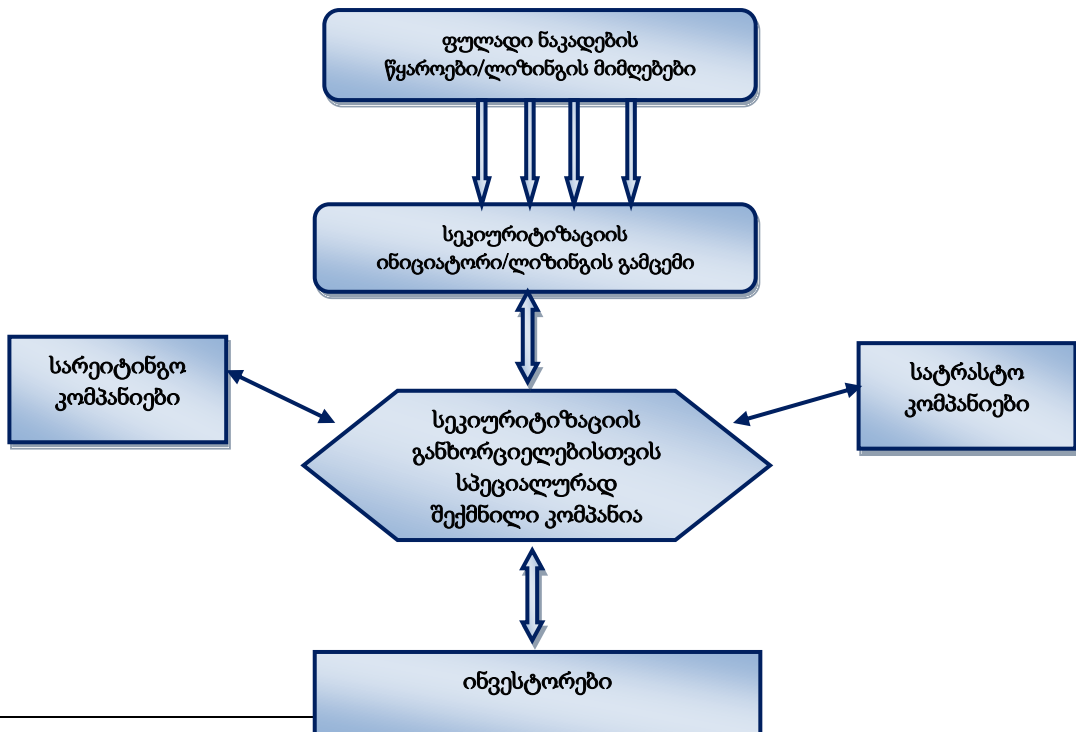 ფულადი ნაკადების
წყაროები/ლიზინგის მიმღებები
სეკიურიტიზაციის
ინიციატორი/ლიზინგის გამცემი
სარეიტინგო
კომპანიები
სატრასტო
კომპანიები
სეკიურიტიზაციის
განხორციელებისთვის
სპეციალურად
შექმნილი კომპანია
ინვესტორები